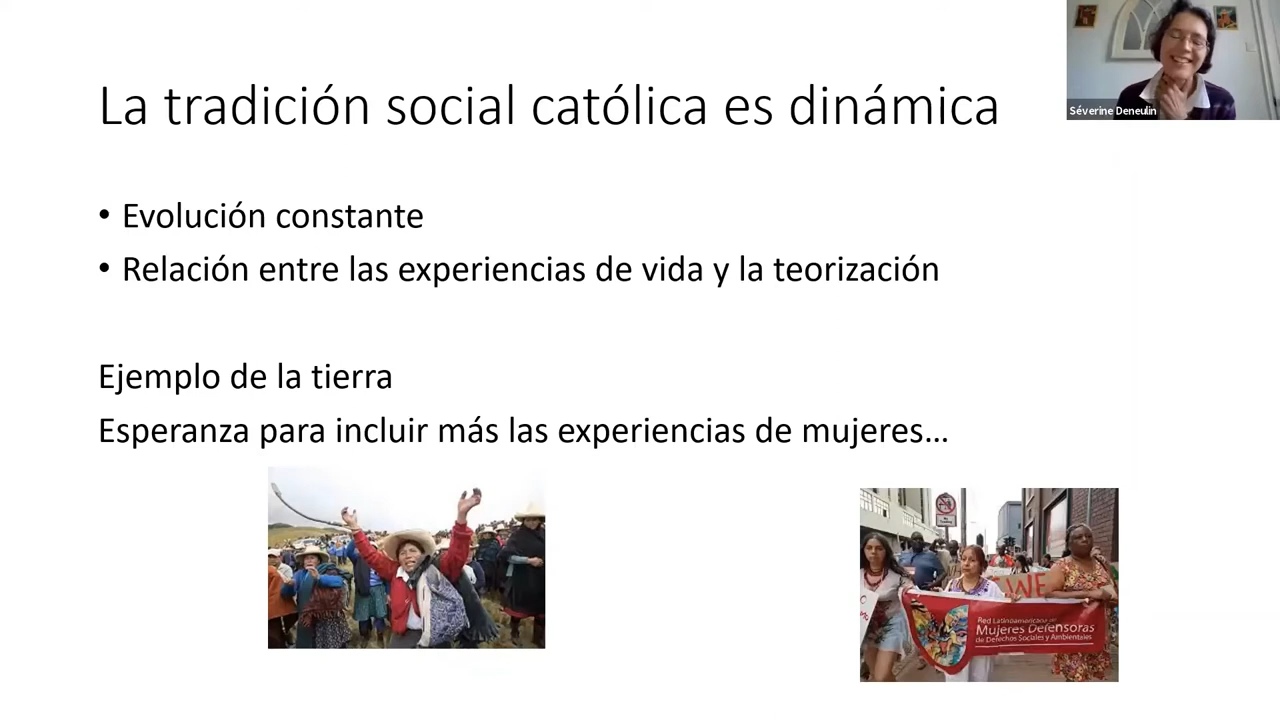 La tradición social católica es dinámica
Séverine Deneulin
• Evolución constante
• Relación entre las experiencias de vida y la teorización
Ejemplo de la tierra
Esperanza para incluir más las experiencias de mujeres…
WE
Red Latinoamericana de
Mujeres Defensoras
de Derechos Sociales y Ambientales